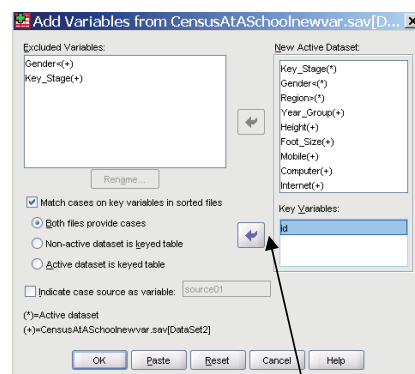 Add Variables from CensusAtASchoolnewvar.sav[D...
Excluded Variables:
Gender<(+)
Key_Stage(+)
Rename...
New Active Dataset:
Key_Stage(*)
Gender<(*)
Region>(*)
Year_Group(+)
Height(+)
Foot_Size(+)
Mobile(+)
Computer(+)
Internet(+)
Match cases on key variables in sorted files
Both files provide cases
Non-active dataset is keyed table
Active dataset is keyed table
Key Variables:
id
Indicate case source as variable: source01
(*)=Active dataset
(+)=CensusAtASchoolnewvar.sav[DataSet2]
OK Paste Reset Cancel Help